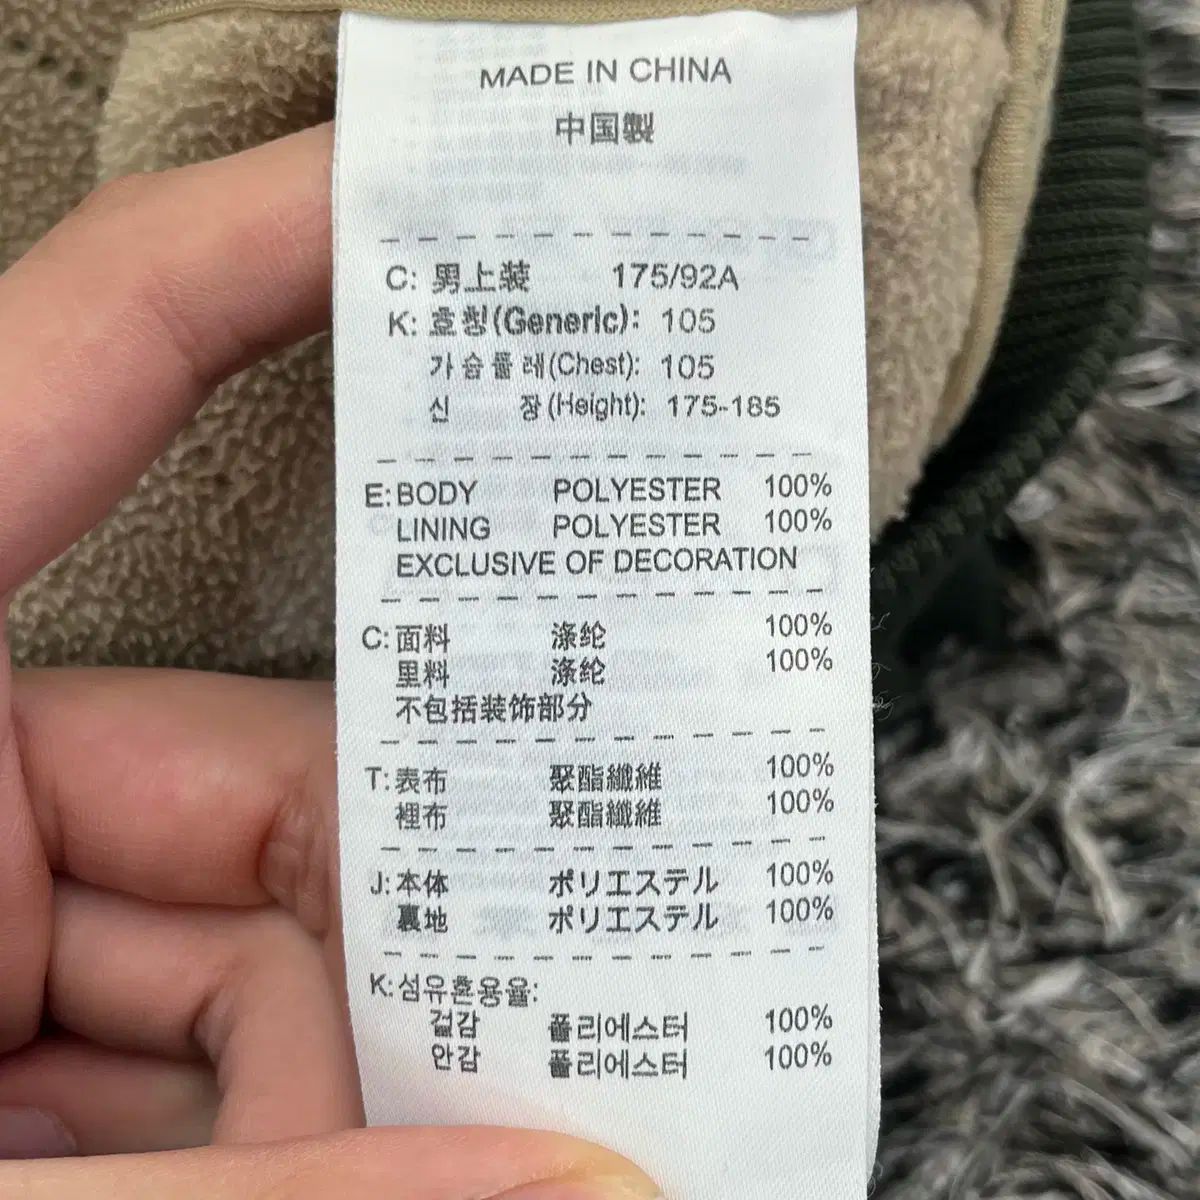 MADE IN CHINA
中国製
C: 男上装 175/92A
K: 호칭(Generic): 105
가슴둘레(Chest): 105
신 장(Height): 175-185
E: BODY POLYESTER 100%
LINING POLYESTER 100%
EXCLUSIVE OF DECORATION
C: 面料 涤纶 100%
里料 涤纶 100%
不包括装饰部分
T: 表布 聚酯纖維 100%
裡布 聚酯纖維 100%
J: 本体 ポリエステル 100%
裏地 ポリエステル 100%
K: 섬유혼용율:
겉감 폴리에스터 100%
안감 폴리에스터 100%